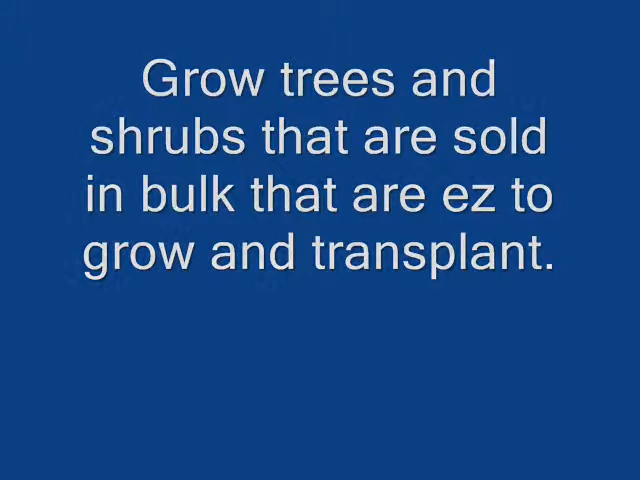 Grow trees and
shrubs that are sold
in bulk that are ez to
grow and transplant.